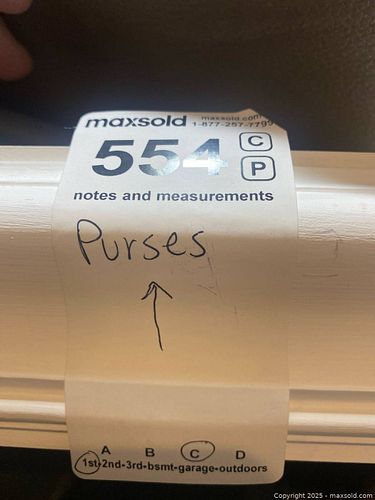 maxsold maxsold.com
1-877-257-7799
554 C
P
notes and measurements
Purses
A B C D
1st-2nd-3rd-bsmt-garage-outdoors
Copyright 2025 - maxsold.com